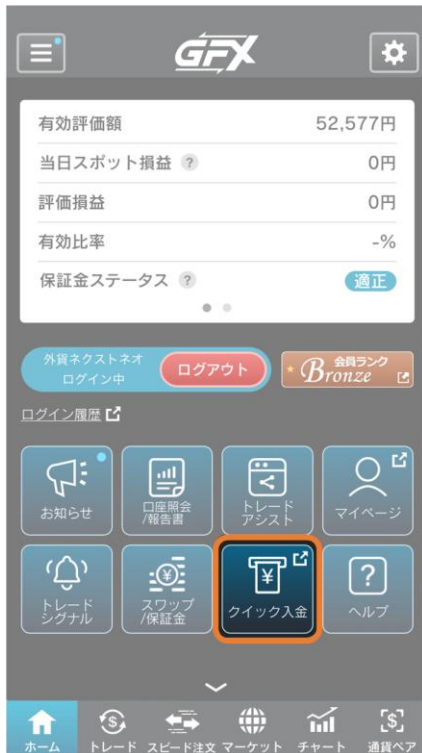 GFX
有効評価額 52,577円
当日スポット損益 ? 0円
評価損益 0円
有効比率 -%
保証金ステータス ? 適正
外貨ネクストネオ
ログイン中
ログアウト
会員ランク
Bronze
ログイン履歴
お知らせ
口座照会
/報告書
トレード
アシスト
マイページ
トレード
シグナル
スワップ
/保証金
クイック入金
?
ヘルプ
ホーム トレード スピード注文 マーケット チャート 通貨ペア